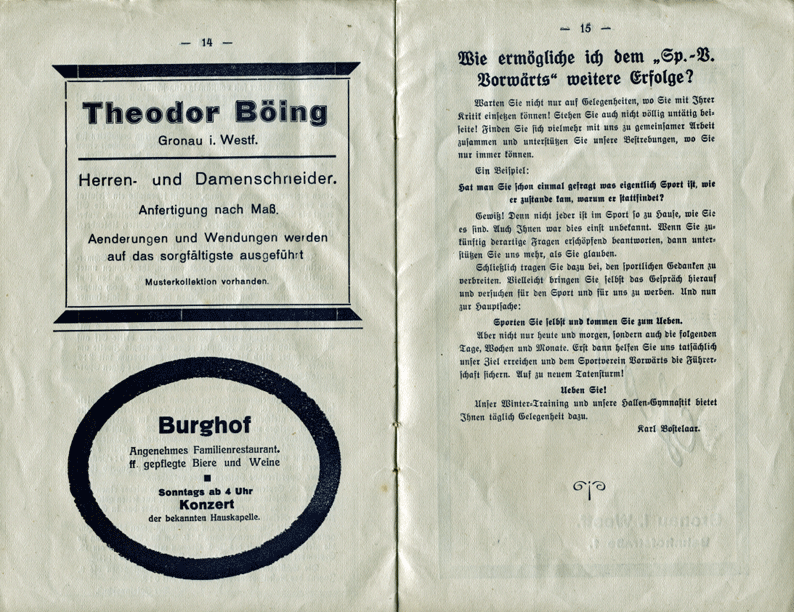 — 14 —
Theodor Böing
Gronau i. Westf.
Herren- und Damenschneider.
Anfertigung nach Maß.
Aenderungen und Wendungen werden
auf das sorgfältigste ausgeführt
Musterkollektion vorhanden.
Burghof
Angenehmes Familienrestaurant.
ff. gepflegte Biere und Weine
Sonntags ab 4 Uhr
Konzert
der bekannten Hauskapelle.
— 15 —
Wie ermögliche ich dem „Sp.-V.
Vorwärts“ weitere Erfolge?
Warten Sie nicht nur auf Gelegenheiten, wo Sie mit Ihrer
Kritik einsetzen können! Stehen Sie auch nicht völlig untätig bei-
seite! Finden Sie sich vielmehr mit uns zu gemeinsamer Arbeit
zusammen und unterstützen Sie unsere Bestrebungen, wo Sie
nur immer können.
Ein Beispiel:
Hat man Sie schon einmal gefragt was eigentlich Sport ist, wie
er zustande kam, warum er stattfindet?
Gewiß! Denn nicht jeder ist im Sport so zu Hause, wie Sie
es sind. Auch Ihnen war dies einst unbekannt. Wenn Sie zu-
künftig derartige Fragen erschöpfend beantworten, dann unter-
stützen Sie uns mehr, als Sie glauben.
Schließlich tragen Sie dazu bei, den sportlichen Gedanken zu
verbreiten. Vielleicht bringen Sie selbst das Gespräch hierauf
und versuchen für den Sport und für uns zu werben. Und nun
zur Hauptsache:
Sporten Sie selbst und kommen Sie zum Ueben.
Aber nicht nur heute und morgen, sondern auch die folgenden
Tage, Wochen und Monate. Erst dann helfen Sie uns tatsächlich
unser Ziel erreichen und dem Sportverein Vorwärts die Führer-
schaft sichern. Auf zu neuem Tatensturm!
Ueben Sie!
Unser Winter-Training und unsere Hallen-Gymnastik bietet
Ihnen täglich Gelegenheit dazu.
Karl Bostelaar.